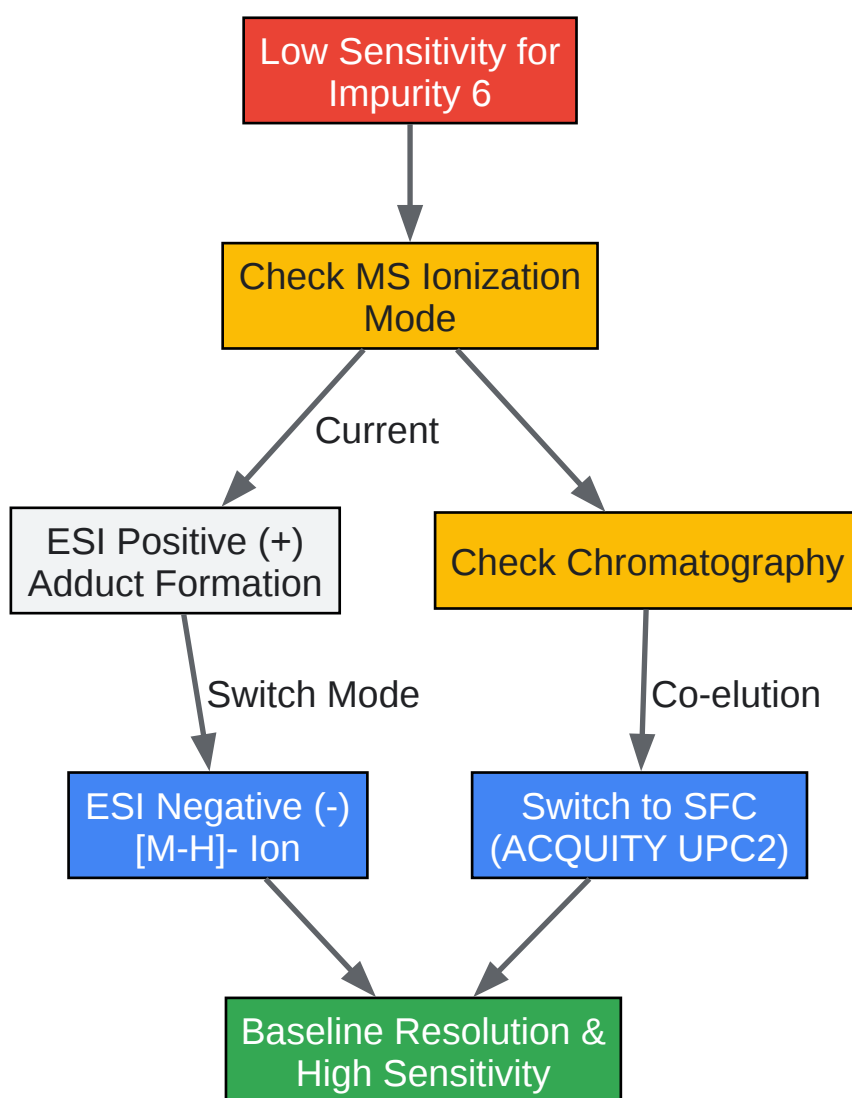 Low Sensitivity for
Impurity 6
Check MS Ionization
Mode
Current
ESI Positive (+)
Adduct Formation
Check Chromatography
Switch Mode
Co-elution
ESI Negative (-)
[M-H]- Ion
Switch to SFC
(ACQUITY UPC2)
Baseline Resolution &
High Sensitivity